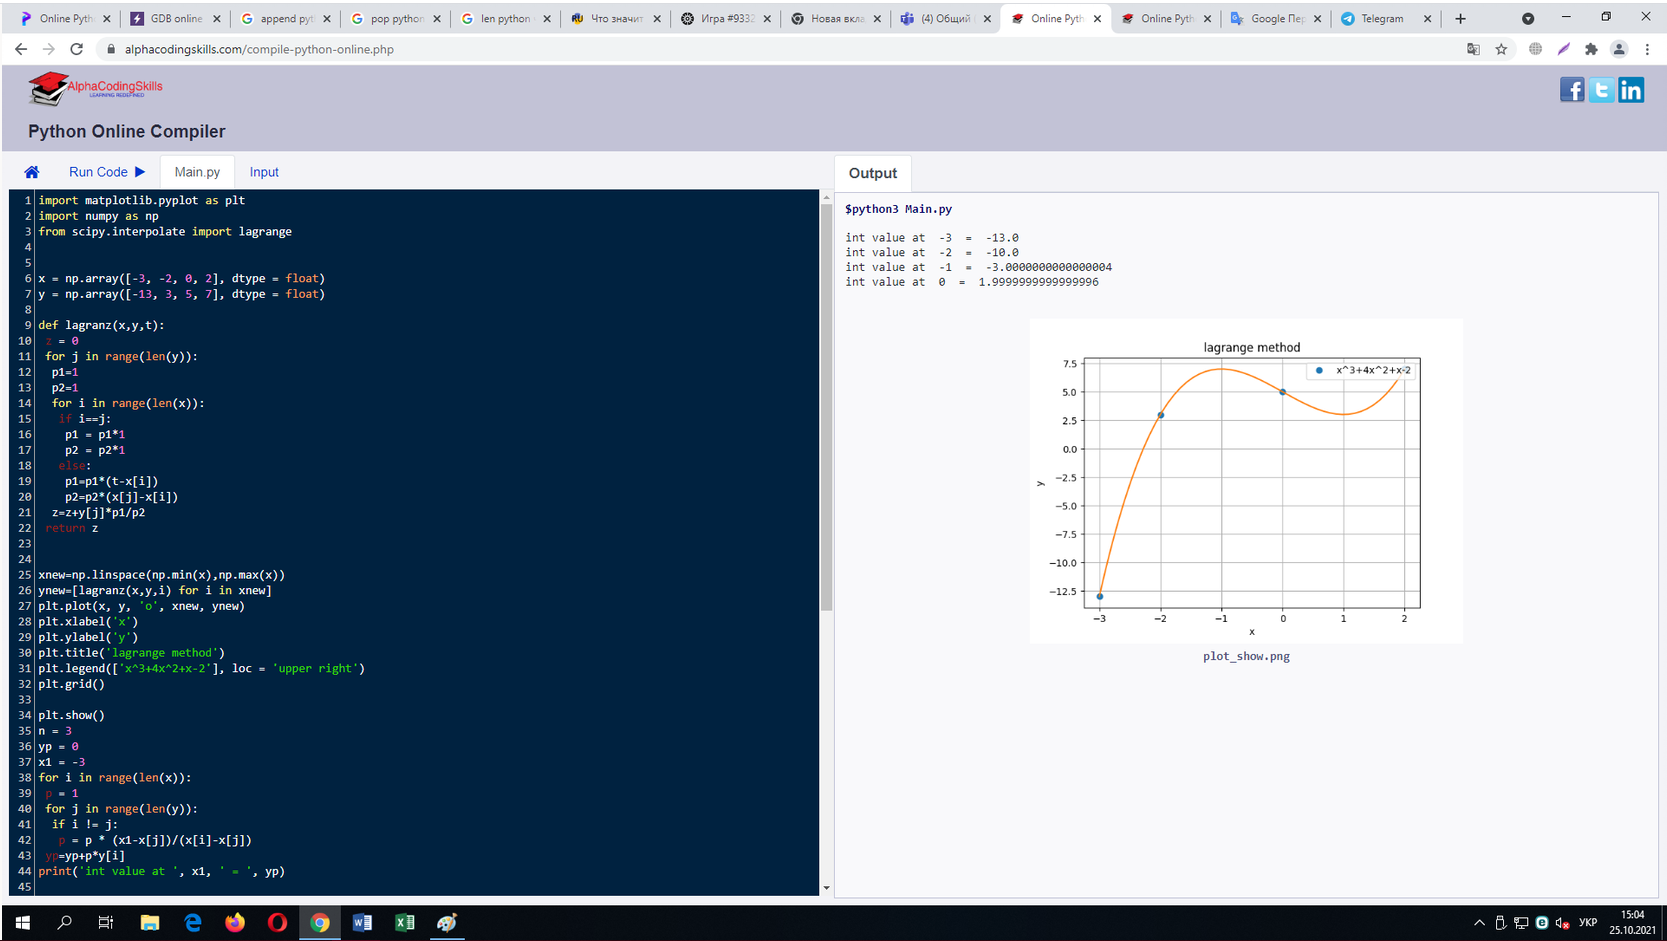 Online Pyth
GDB online
append pyt
pop python
len python
Что значит
Игра #933
Новая вкла
(4) Общий
Online Pyth
Online Pyth
Google Пер
Telegram
alphacodingskills.com/compile-python-online.php
AlphaCodingSkills
LEARNING REDEFINED
Python Online Compiler
Run Code
Main.py
Input
Output
1 import matplotlib.pyplot as plt
2 import numpy as np
3 from scipy.interpolate import lagrange
4
5
6 x = np.array([-3, -2, 0, 2], dtype = float)
7 y = np.array([-13, 3, 5, 7], dtype = float)
8
9 def lagranz(x,y,t):
10 z = 0
11 for j in range(len(y)):
12 p1=1
13 p2=1
14 for i in range(len(x)):
15 if i==j:
16 p1 = p1*1
17 p2 = p2*1
18 else:
19 p1=p1*(t-x[i])
20 p2=p2*(x[j]-x[i])
21 z=z+y[j]*p1/p2
22 return z
23
24
25 xnew=np.linspace(np.min(x),np.max(x))
26 ynew=[lagranz(x,y,i) for i in xnew]
27 plt.plot(x, y, 'o', xnew, ynew)
28 plt.xlabel('x')
29 plt.ylabel('y')
30 plt.title('lagrange method')
31 plt.legend(['x^3+4x^2+x-2'], loc = 'upper right')
32 plt.grid()
33
34 plt.show()
35 n = 3
36 yp = 0
37 x1 = -3
38 for i in range(len(x)):
39 p = 1
40 for j in range(len(y)):
41 if i != j:
42 p = p * (x1-x[j])/(x[i]-x[j])
43 yp=yp+p*y[i]
44 print('int value at ', x1, ' = ', yp)
45
$python3 Main.py
int value at -3 = -13.0
int value at -2 = -10.0
int value at -1 = -3.0000000000000004
int value at 0 = 1.9999999999999996
lagrange method
x^3+4x^2+x-2
7.5
5.0
2.5
0.0
−2.5
−5.0
−7.5
−10.0
−12.5
y
−3 −2 −1 0 1 2
x
plot_show.png
УКР
15:04
25.10.2021